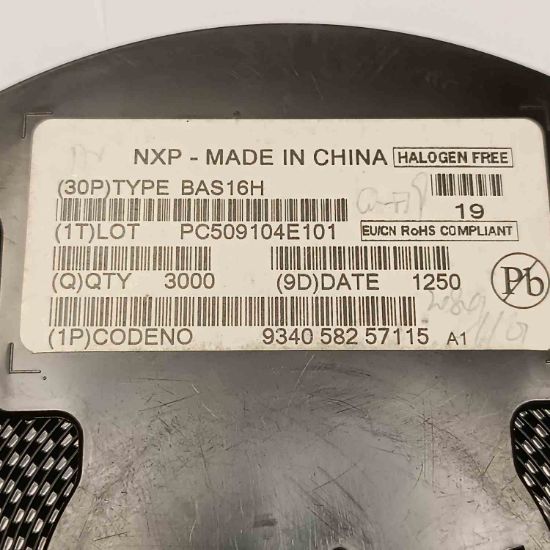 NXP - MADE IN CHINA HALOGEN FREE
(30P)TYPE BAS16H
19
(1T)LOT PC509104E101 EU/CN RoHS COMPLIANT
(Q)QTY 3000 (9D)DATE 1250
Pb
(1P)CODENO 9340 582 57115 A1